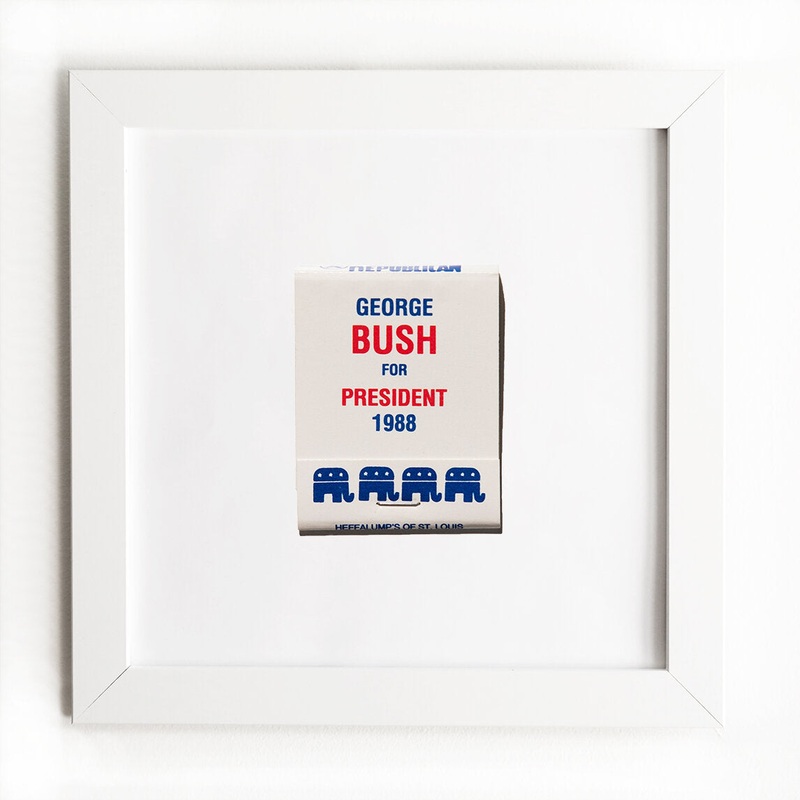 REPUBLICAN
GEORGE
BUSH
FOR
PRESIDENT
1988
HEFFALUMP'S OF ST. LOUIS